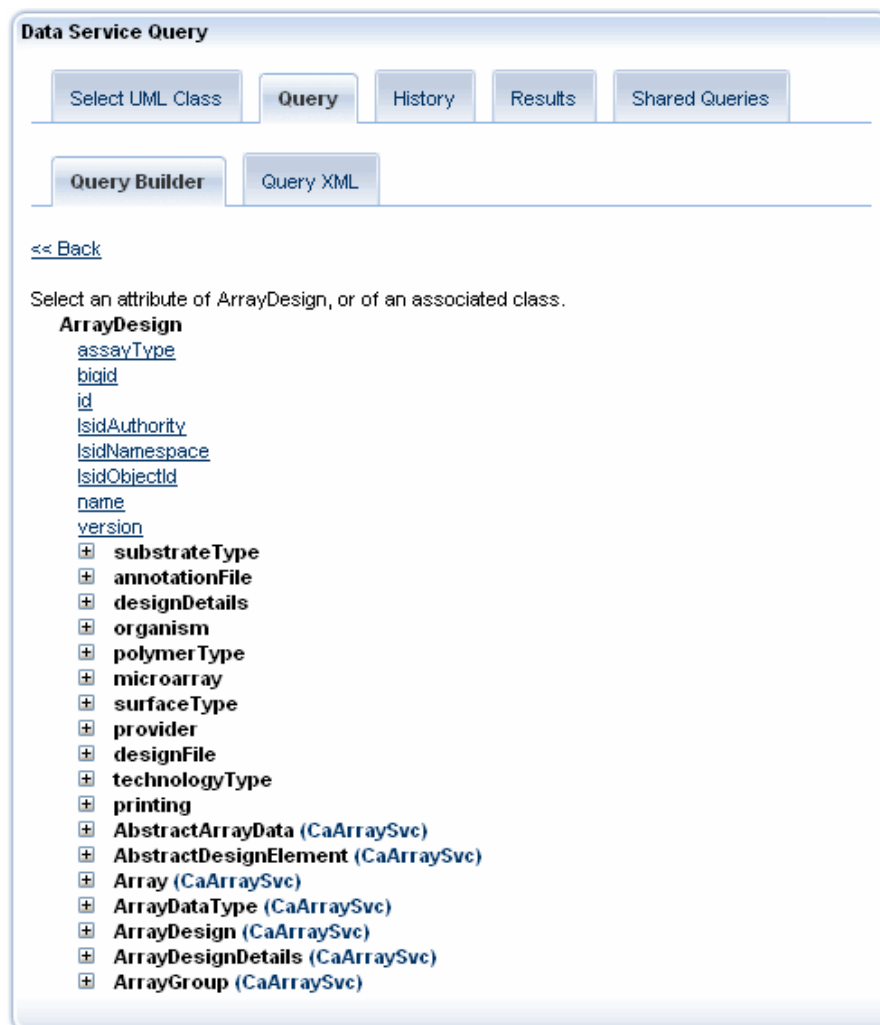 Data Service Query
Select UML Class Query History Results Shared Queries
Query Builder Query XML
<< Back
Select an attribute of ArrayDesign, or of an associated class.
ArrayDesign
assayType
bigid
id
lsidAuthority
lsidNamespace
lsidObjectId
name
version
substrateType
annotationFile
designDetails
organism
polymerType
microarray
surfaceType
provider
designFile
technologyType
printing
AbstractArrayData (CaArraySvc)
AbstractDesignElement (CaArraySvc)
Array (CaArraySvc)
ArrayDataType (CaArraySvc)
ArrayDesign (CaArraySvc)
ArrayDesignDetails (CaArraySvc)
ArrayGroup (CaArraySvc)